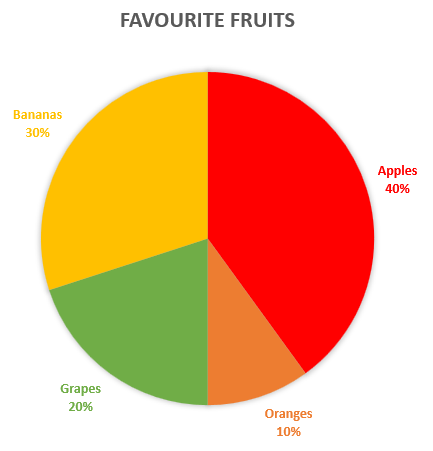 FAVOURITE FRUITS
Bananas
30%
Apples
40%
Grapes
20%
Oranges
10%